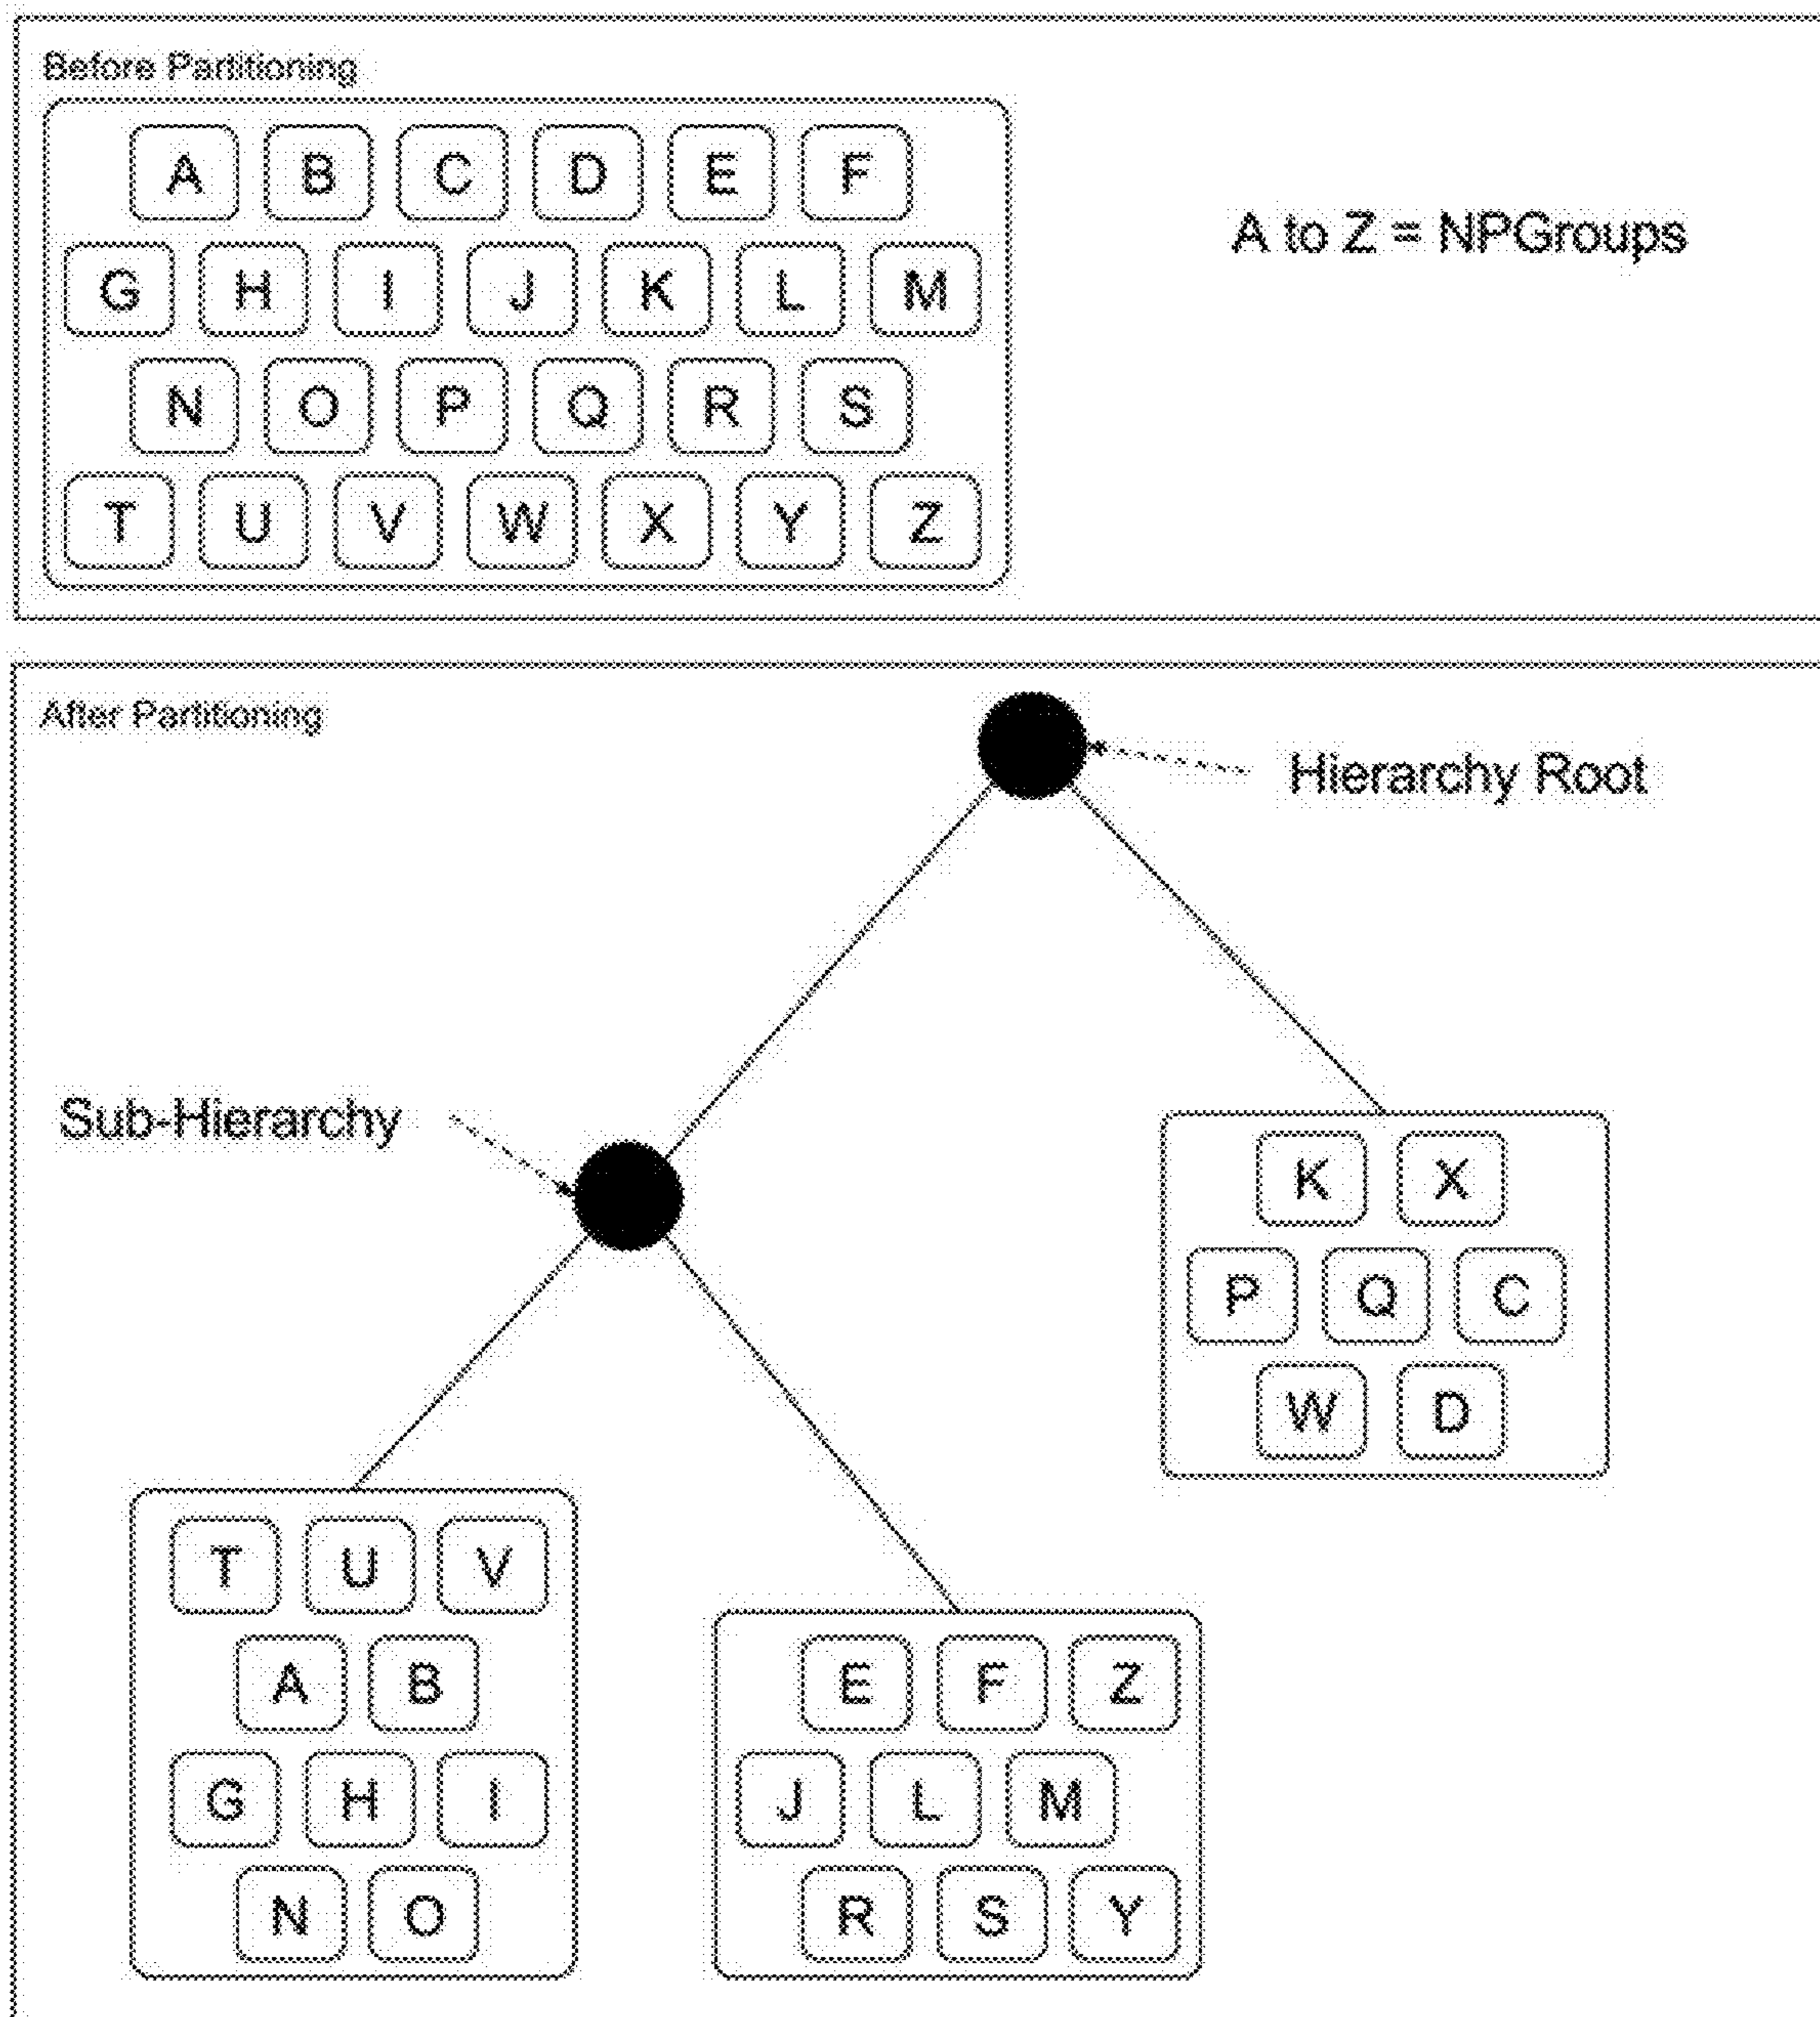 Before Partitioning
A B C D E F
A to Z = NPGroups
G H I J K L M
N O P Q R S
T U V W X Y Z
After Partitioning
Hierarchy Root
Sub-Hierarchy
K X
P Q C
W D
T U V
A B
G H I
N O
E F Z
J L M
R S Y